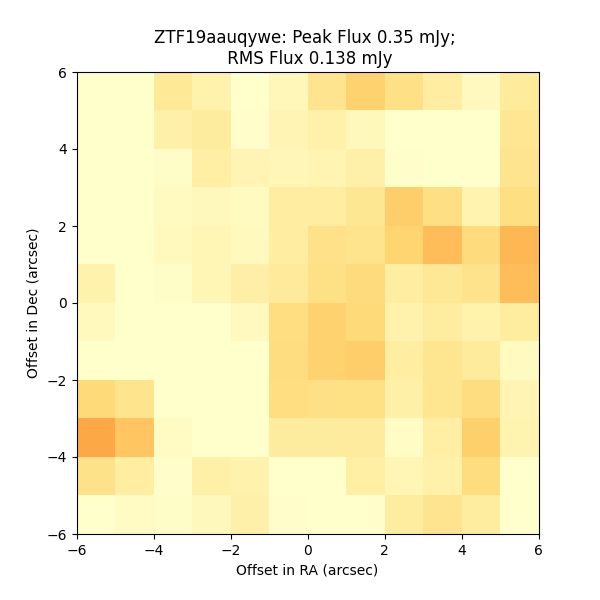 ZTF19aauqywe: Peak Flux 0.35 mJy;
RMS Flux 0.138 mJy
6
4
2
0
−2
−4
−6
Offset in Dec (arcsec)
−6 −4 −2 0 2 4 6
Offset in RA (arcsec)